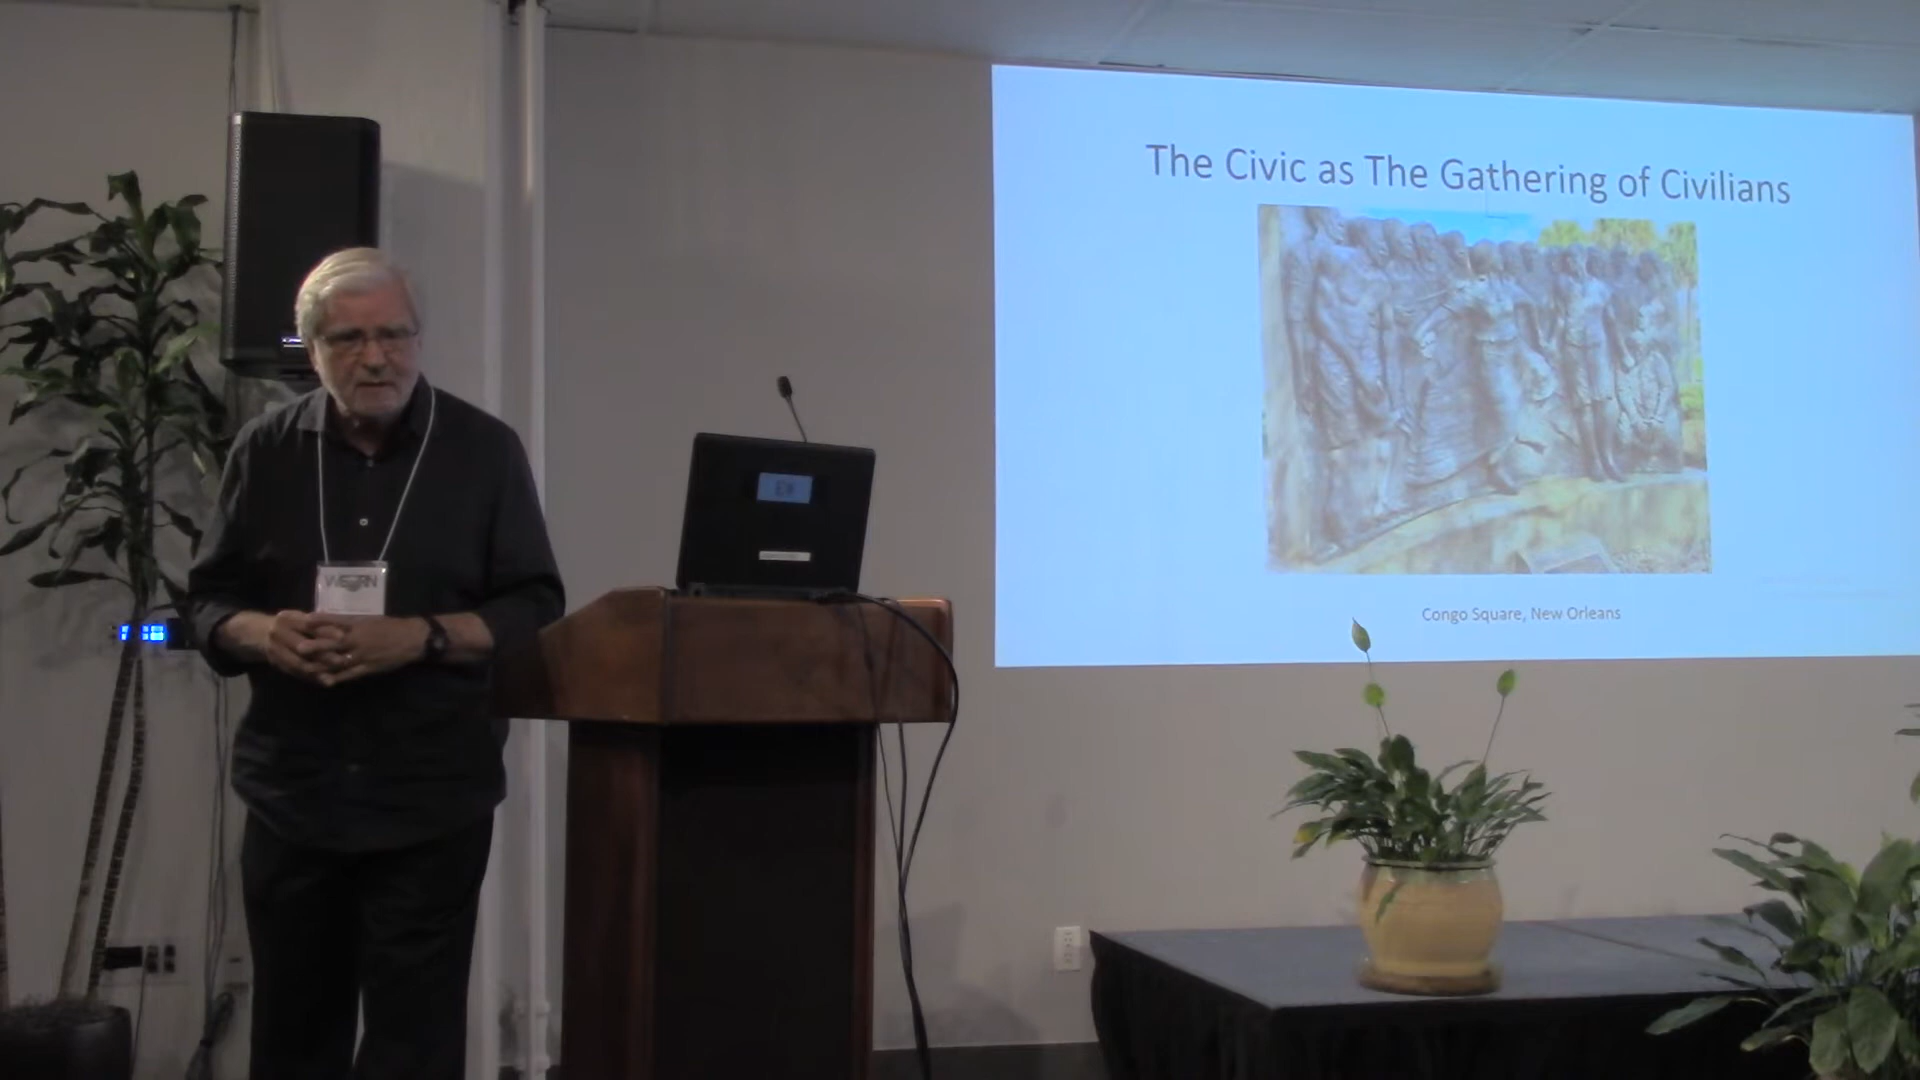 The Civic as The Gathering of Civilians
Congo Square, New Orleans